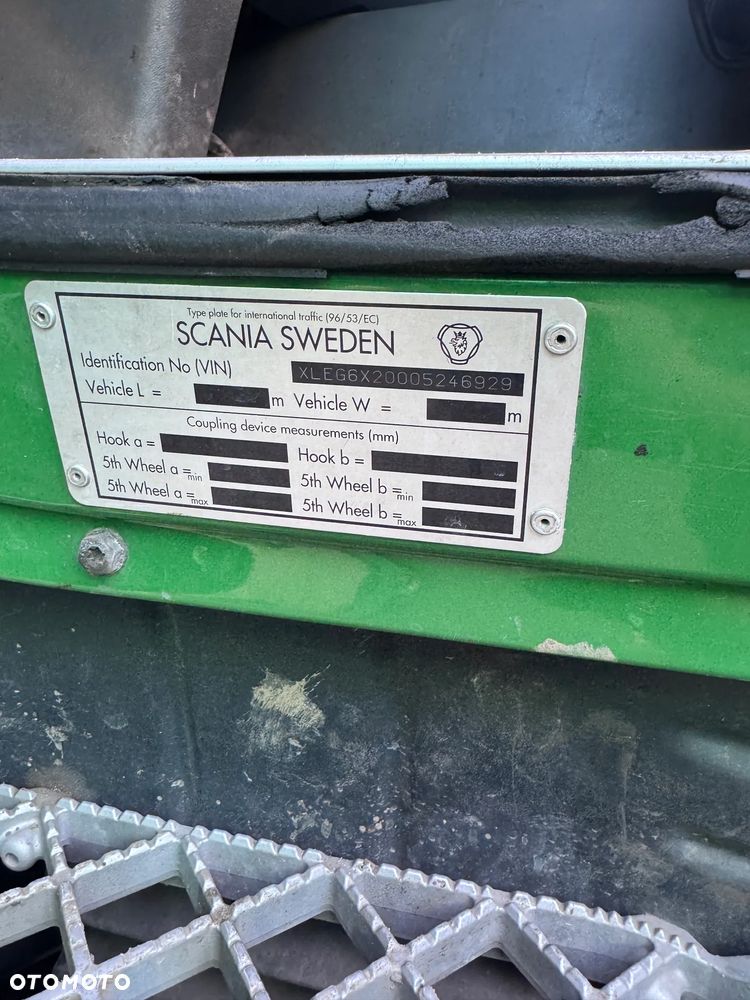 Type plate for international traffic (96/53/EC)
SCANIA SWEDEN
Identification No (VIN) XLEG6X20005246929
Vehicle L = m Vehicle W = m
Coupling device measurements (mm)
Hook a = Hook b =
5th Wheel a = min 5th Wheel b = min
5th Wheel a = max 5th Wheel b = max
OTOMOTO